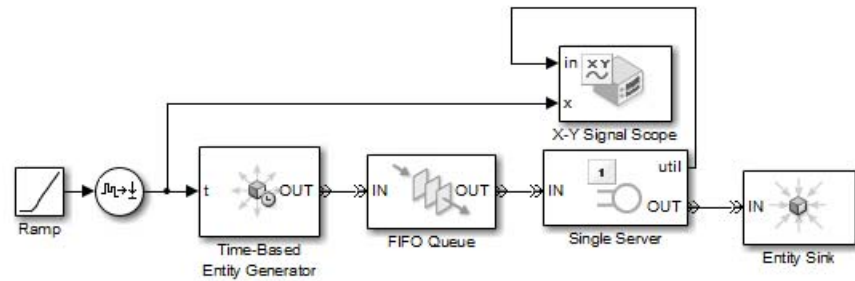 in
XY
x
X-Y Signal Scope
Ramp
t
OUT
Time-Based
Entity Generator
IN
OUT
FIFO Queue
IN
1
util
OUT
Single Server
IN
Entity Sink